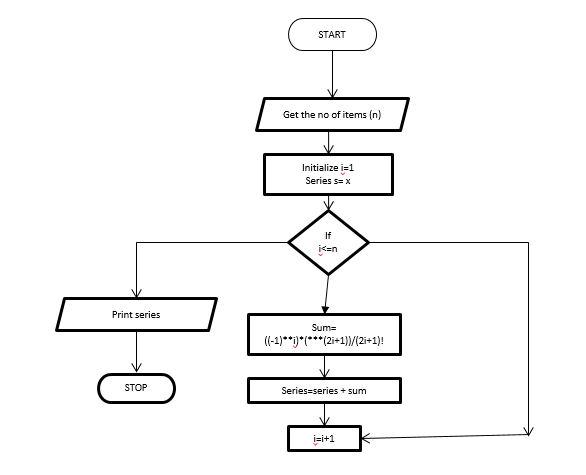 START
Get the no of items (n)
Initialize i=1
Series s= x
If
i<=n
Print series
Sum=
((-1)**i)*(***(2i+1))/(2i+1)!
STOP
Series=series + sum
i=i+1